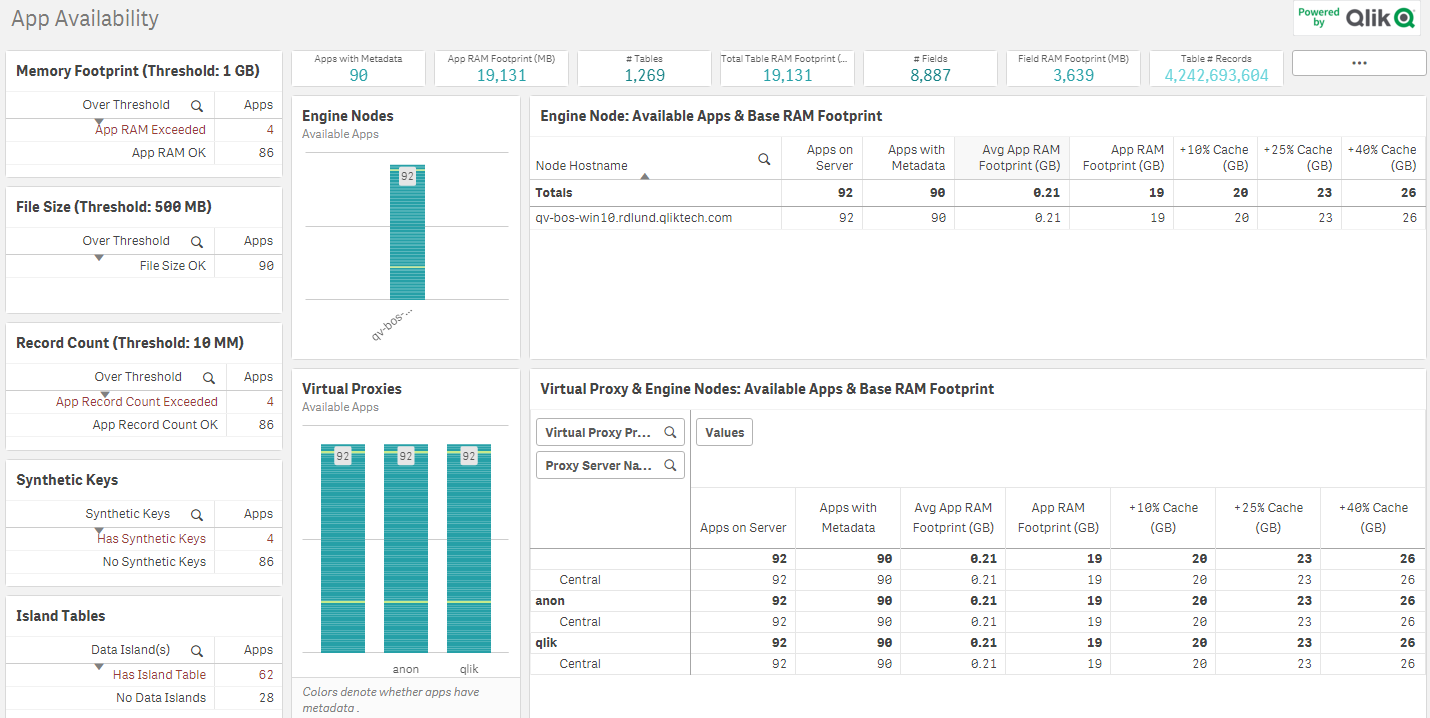 App Availability
Powered by Qlik
Memory Footprint (Threshold: 1 GB)
Over Threshold Apps
App RAM Exceeded 4
App RAM OK 86
File Size (Threshold: 500 MB)
Over Threshold Apps
File Size OK 90
Record Count (Threshold: 10 MM)
Over Threshold Apps
App Record Count Exceeded 4
App Record Count OK 86
Synthetic Keys
Synthetic Keys Apps
Has Synthetic Keys 4
No Synthetic Keys 86
Island Tables
Data Island(s) Apps
Has Island Table 62
No Data Islands 28
Apps with Metadata
90
App RAM Footprint (MB)
19,131
# Tables
1,269
Total Table RAM Footprint (...
19,131
# Fields
8,887
Field RAM Footprint (MB)
3,639
Table # Records
4,242,693,604
•••
Engine Nodes
Available Apps
92
qv-bos-...
Engine Node: Available Apps & Base RAM Footprint
Node Hostname Apps on Server Apps with Metadata Avg App RAM Footprint (GB) App RAM Footprint (GB) +10% Cache (GB) +25% Cache (GB) +40% Cache (GB)
Totals 92 90 0.21 19 20 23 26
qv-bos-win10.rdlund.qliktech.com 92 90 0.21 19 20 23 26
Virtual Proxies
Available Apps
92 92 92
anon qlik
Colors denote whether apps have
metadata .
Virtual Proxy & Engine Nodes: Available Apps & Base RAM Footprint
Virtual Proxy Pr... Values
Proxy Server Na...
Apps on Server Apps with Metadata Avg App RAM Footprint (GB) App RAM Footprint (GB) +10% Cache (GB) +25% Cache (GB) +40% Cache (GB)
92 90 0.21 19 20 23 26
Central 92 90 0.21 19 20 23 26
anon 92 90 0.21 19 20 23 26
Central 92 90 0.21 19 20 23 26
qlik 92 90 0.21 19 20 23 26
Central 92 90 0.21 19 20 23 26